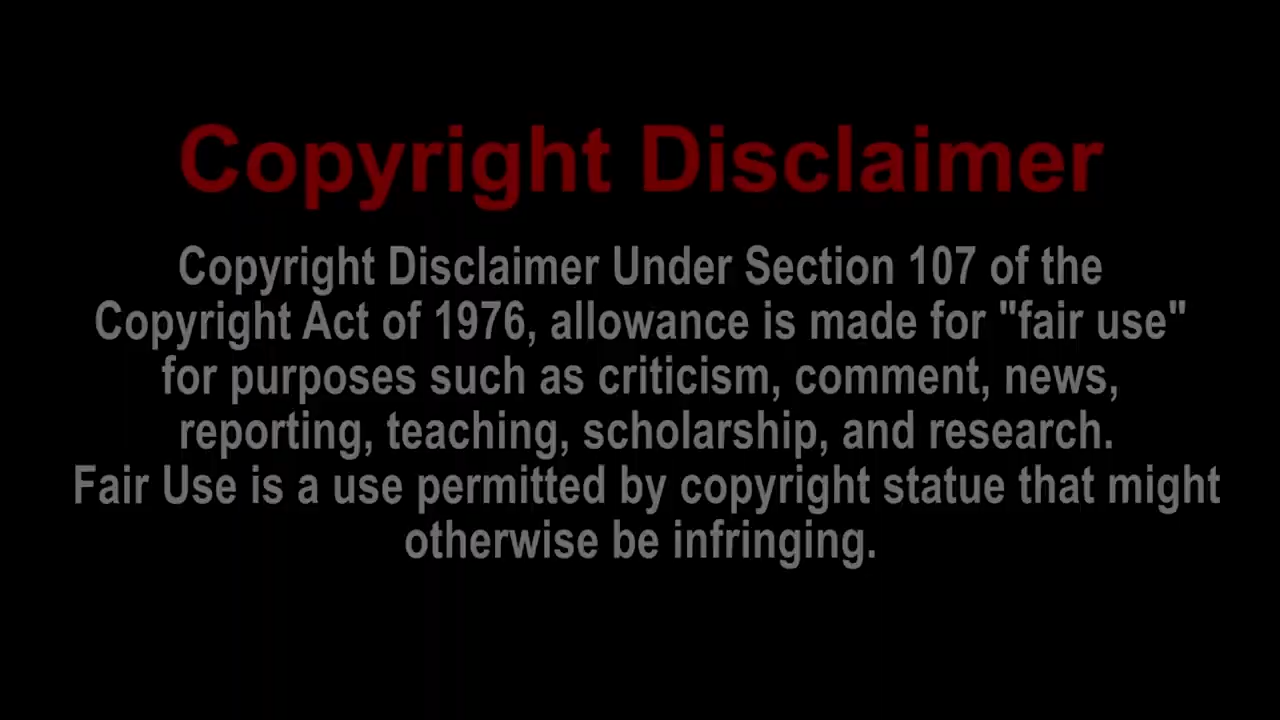 Copyright Disclaimer
Copyright Disclaimer Under Section 107 of the
Copyright Act of 1976, allowance is made for "fair use"
for purposes such as criticism, comment, news,
reporting, teaching, scholarship, and research.
Fair Use is a use permitted by copyright statue that might
otherwise be infringing.